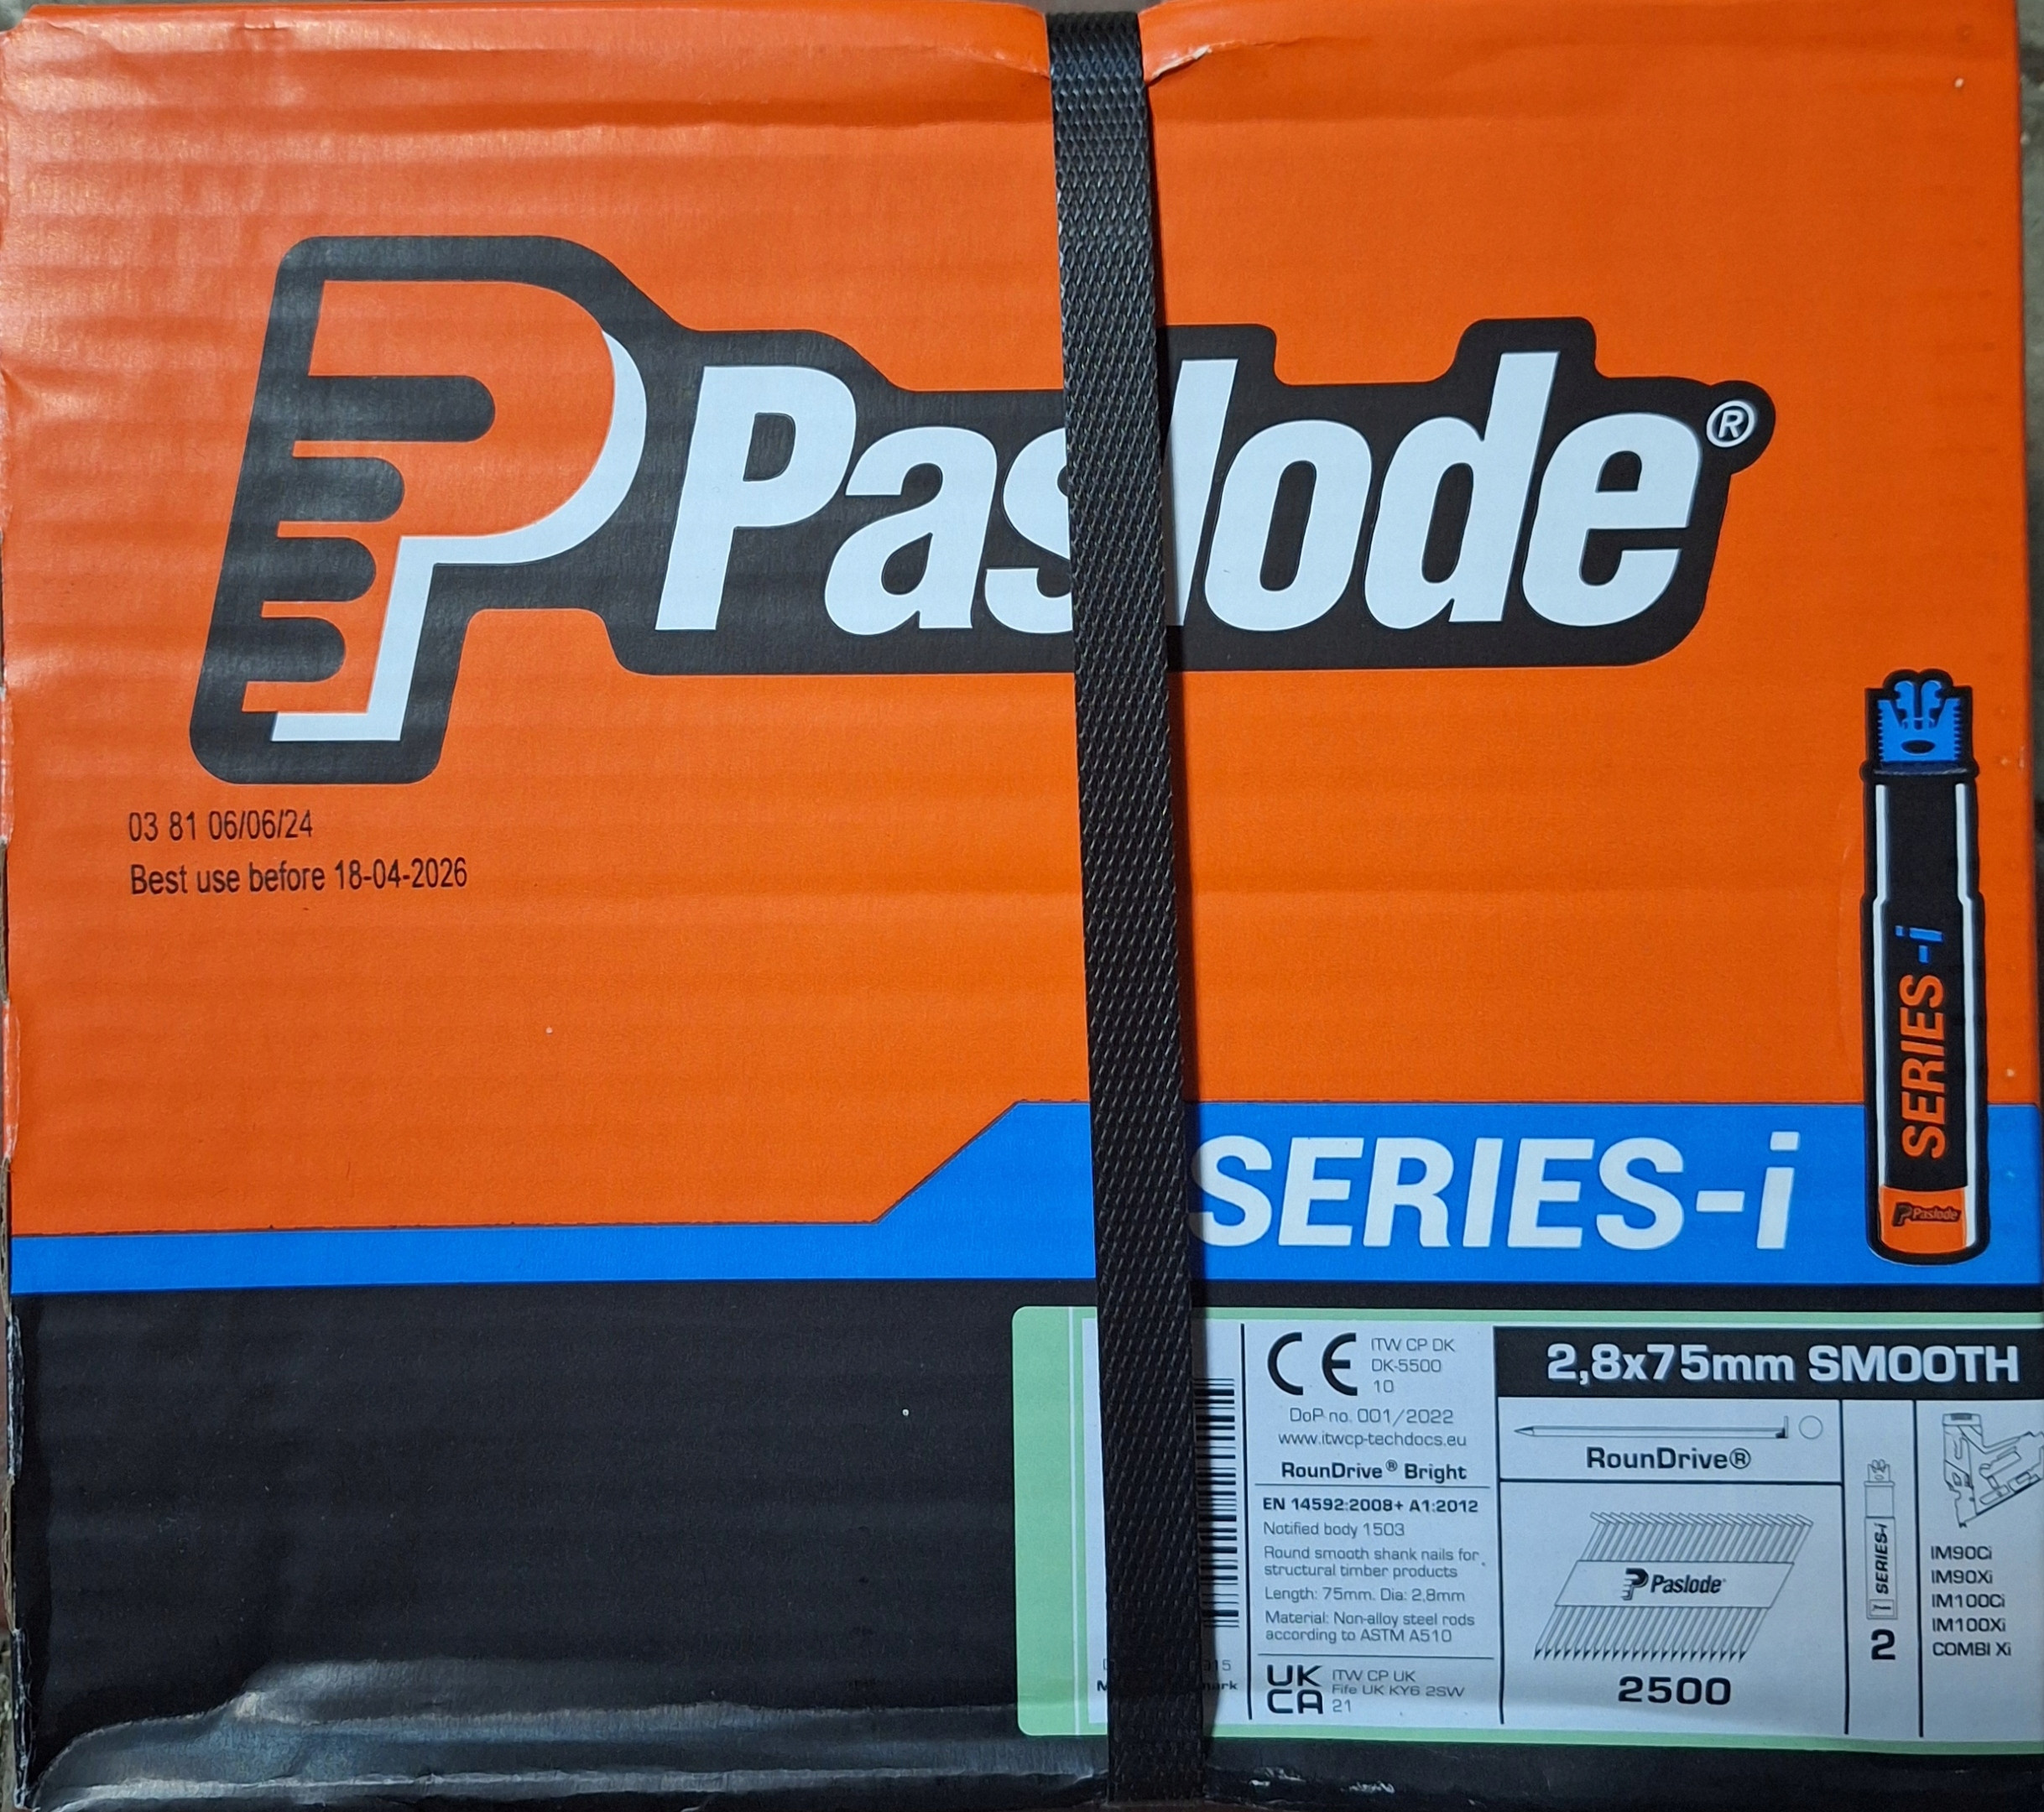 Paslode®
03 81 06/06/24
Best use before 18-04-2026
SERIES-i
Paslode
SERIES-i
CE ITW CP DK
DK-5500
10
DoP no. 001/2022
www.itwcp-techdocs.eu
RounDrive® Bright
EN 14592:2008+ A1:2012
Notified body 1503
Round smooth shank nails for
structural timber products
Length: 75mm. Dia: 2,8mm
Material: Non-alloy steel rods
according to ASTM A510
UK
CA
ITW CP UK
Fife UK KY6 2SW
21
2,8x75mm SMOOTH
RounDrive®
Paslode
2500
SERIES-i
2
IM90Ci
IM90Xi
IM100Ci
IM100Xi
COMBI Xi